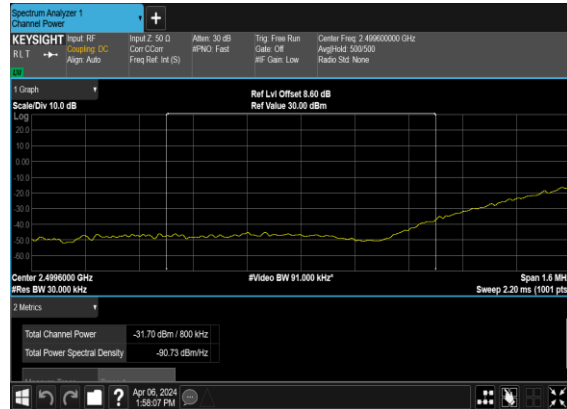 Spectrum Analyzer 1
Channel Power
+
KEYSIGHT Input: RF Input Z: 50 Ω Atten: 30 dB Trig: Free Run Center Freq: 2.499600000 GHz
RLT Coupling: DC Corr CCorr #PNO: Fast Gate: Off Avg|Hold: 500/500
Align: Auto Freq Ref: Int (S) #IF Gain: Low Radio Std: None
1 Graph
Ref Lvl Offset 8.60 dB
Scale/Div 10.0 dB Ref Value 30.00 dBm
Log
20.0
10.0
0.00
-10.0
-20.0
-30.0
-40.0
-50.0
-60.0
Center 2.4996000 GHz #Video BW 91.000 kHz* Span 1.6 MH
#Res BW 30.000 kHz Sweep 2.20 ms (1001 pts
2 Metrics
Total Channel Power -31.70 dBm / 800 kHz
Total Power Spectral Density -90.73 dBm/Hz
?
Apr 06, 2024
1:58:07 PM